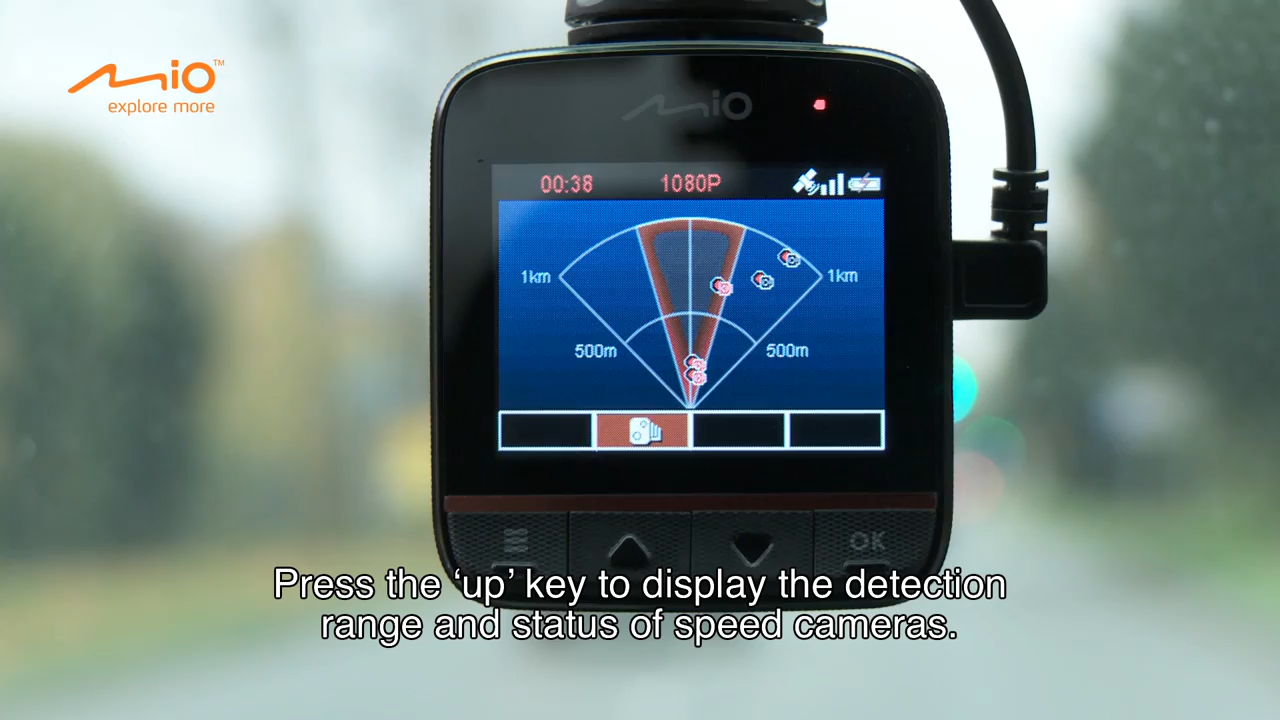 MiO™
explore more
MiO
00:38 1080P
1km 1km
500m 500m
OK
Press the ‘up’ key to display the detection
range and status of speed cameras.